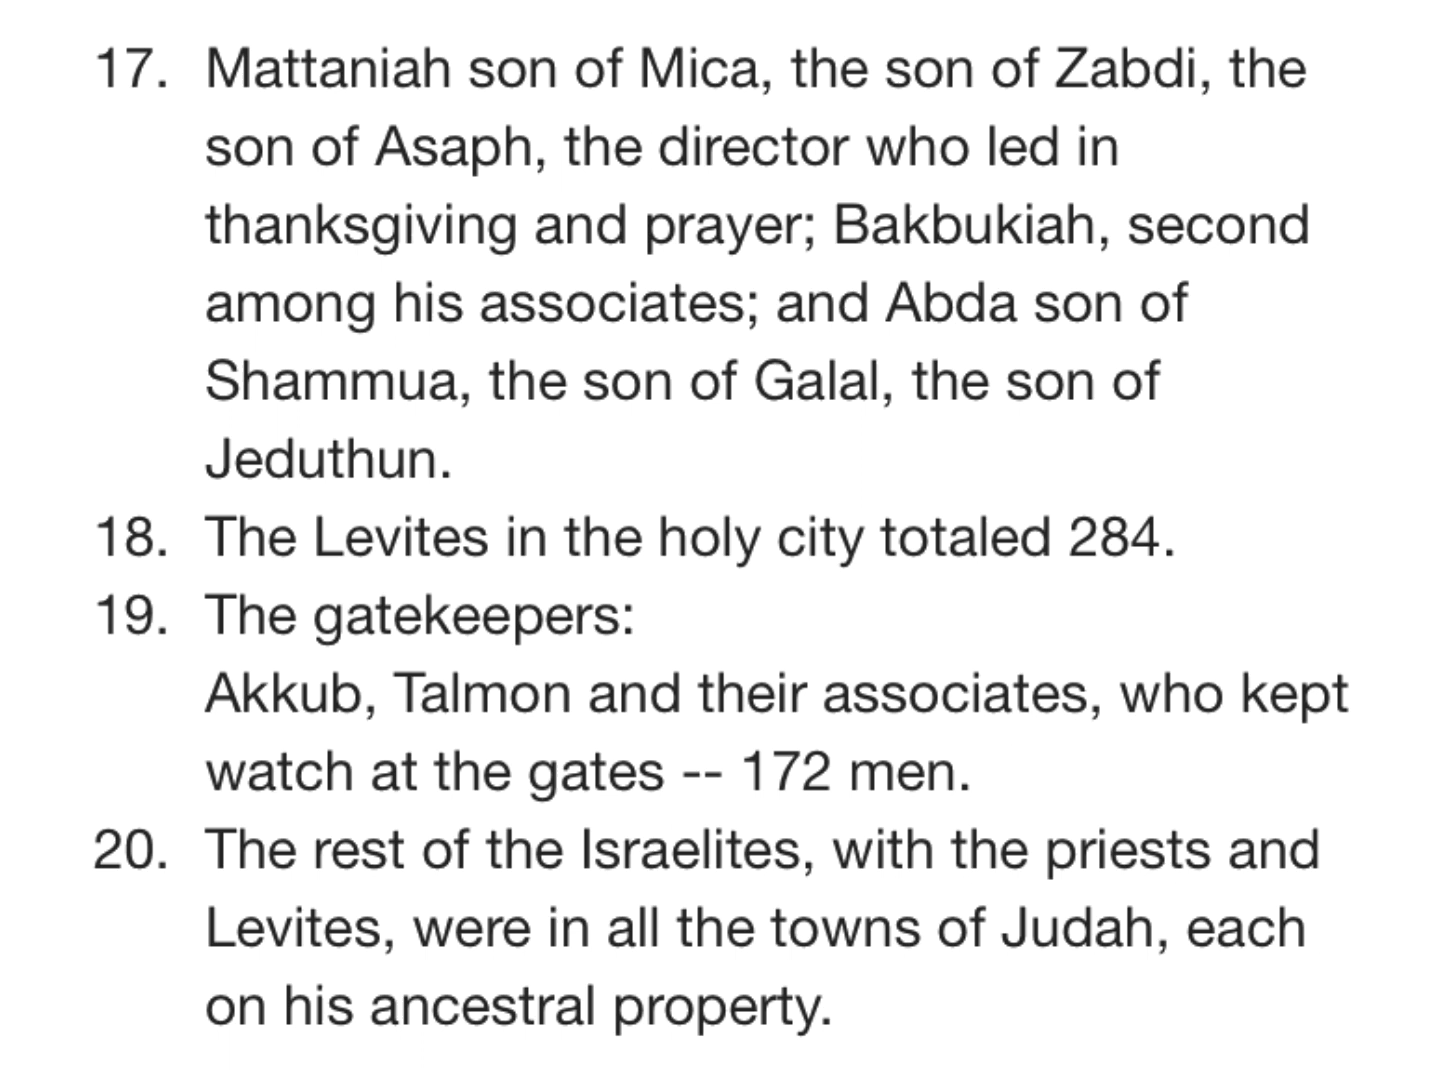 17. Mattaniah son of Mica, the son of Zabdi, the
son of Asaph, the director who led in
thanksgiving and prayer; Bakbukiah, second
among his associates; and Abda son of
Shammua, the son of Galal, the son of
Jeduthun.
18. The Levites in the holy city totaled 284.
19. The gatekeepers:
Akkub, Talmon and their associates, who kept
watch at the gates -- 172 men.
20. The rest of the Israelites, with the priests and
Levites, were in all the towns of Judah, each
on his ancestral property.